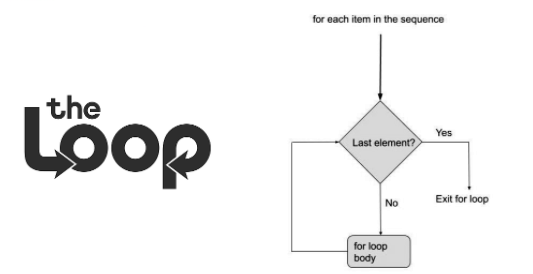 the
Loop
for each item in the sequence
Last element?
Yes
No
Exit for loop
for loop
body